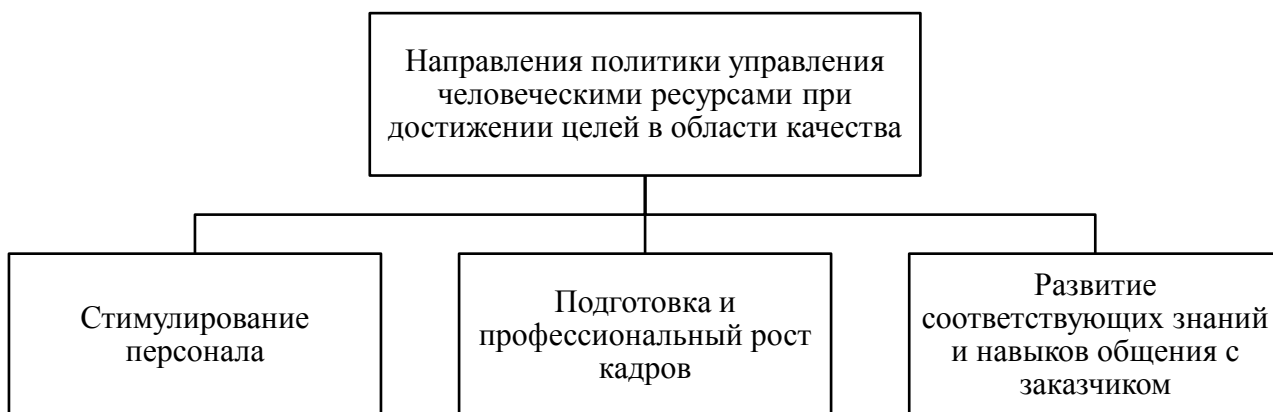 Направления политики управления
человеческими ресурсами при
достижении целей в области качества
Стимулирование
персонала
Подготовка и
профессиональный рост
кадров
Развитие
соответствующих знаний
и навыков общения с
заказчиком